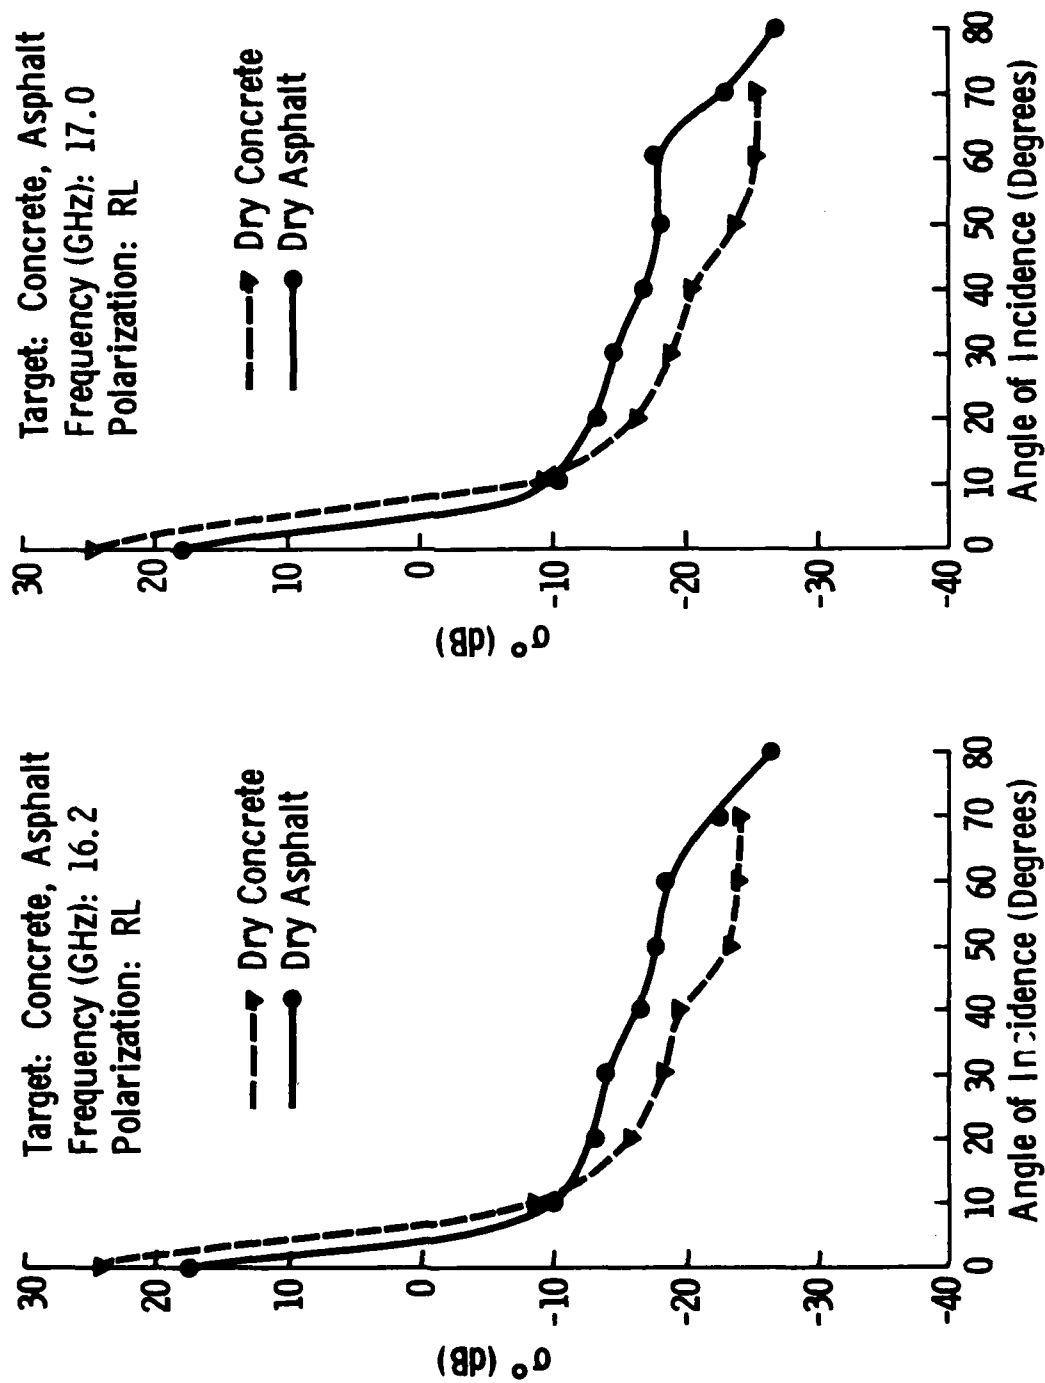 Target: Concrete, Asphalt
Frequency (GHz): 16.2
Polarization: RL
Dry Concrete
Dry Asphalt
30
20
10
0
-10
-20
-30
-40
σ° (dB)
0 10 20 30 40 50 60 70 80
Angle of Incidence (Degrees)
Target: Concrete, Asphalt
Frequency (GHz): 17.0
Polarization: RL
Dry Concrete
Dry Asphalt
30
20
10
0
-10
-20
-30
-40
σ° (dB)
0 10 20 30 40 50 60 70 80
Angle of Incidence (Degrees)